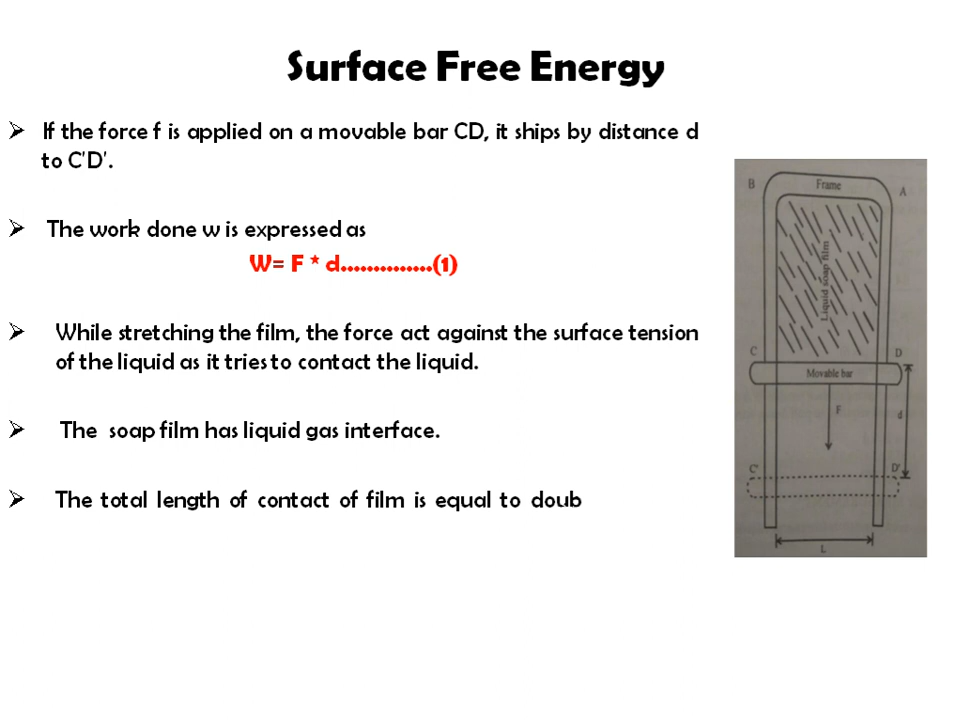 Surface Free Energy
➢ If the force f is applied on a movable bar CD, it ships by distance d
to C'D'.
➢ The work done w is expressed as
W= F * d..............(1)
➢ While stretching the film, the force act against the surface tension
of the liquid as it tries to contact the liquid.
➢ The soap film has liquid gas interface.
➢ The total length of contact of film is equal to doub
B
Frame
A
Liquid soap film
C
D
Movable bar
F
d
C'
D'
L